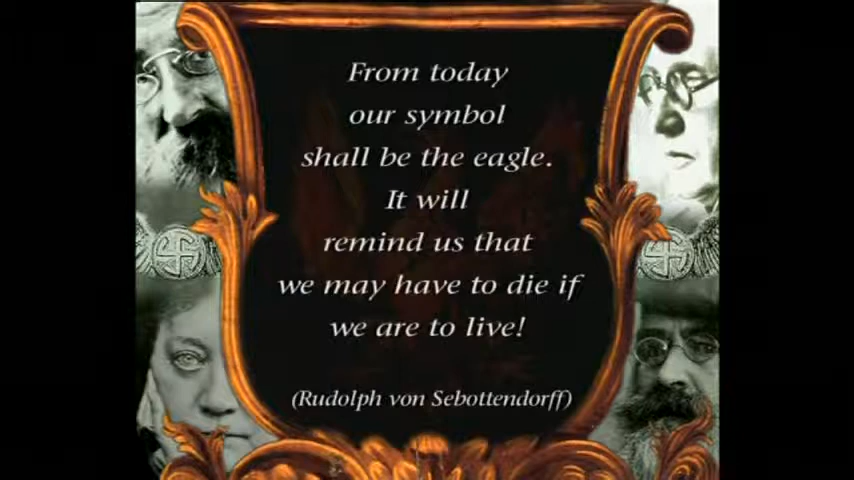 From today
our symbol
shall be the eagle.
It will
remind us that
we may have to die if
we are to live!
(Rudolph von Sebottendorff)